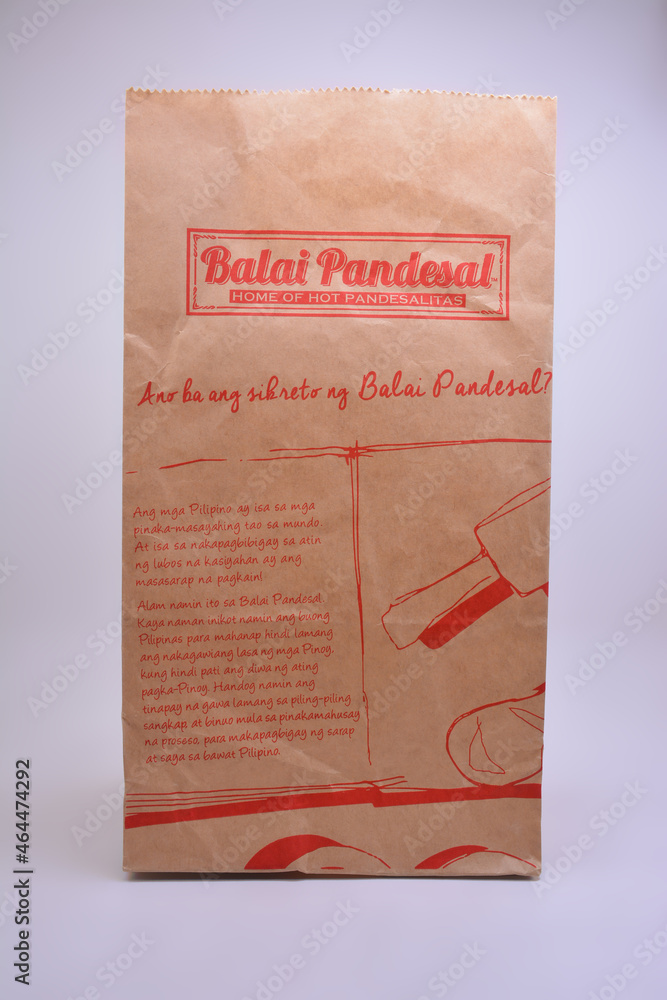 Balai Pandesal™
HOME OF HOT PANDESALITAS
Ano ba ang sikreto ng Balai Pandesal?
Ang mga Pilipino ay isa sa mga
pinaka-masayahing tao sa mundo.
At isa sa nakapagbibigay sa atin
ng lubos na kasiyahan ay ang
masasarap na pagkain!
Alam namin ito sa Balai Pandesal.
Kaya naman inikot namin ang buong
Pilipinas para mahanap hindi lamang
ang nakagawiang lasa ng mga Pinoy,
kung hindi pati ang diwa ng ating
pagka-Pinoy. Handog namin ang
tinapay na gawa lamang sa piling-piling
sangkap, at binuo mula sa pinakamahusay
na proseso, para makapagbigay ng sarap
at saya sa bawat Pilipino.
Adobe Stock | #464474292